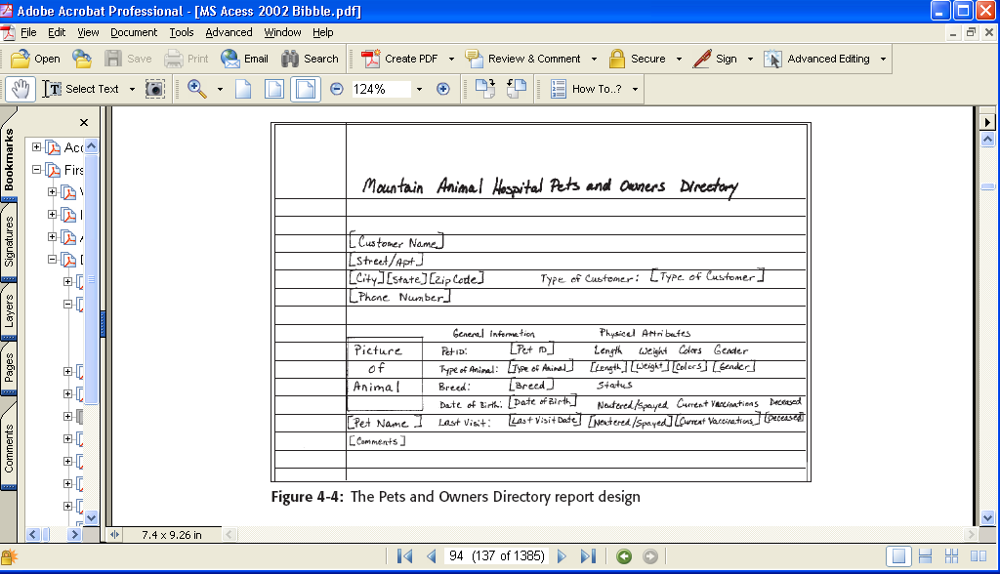 Adobe Acrobat Professional - [MS Acess 2002 Bibble.pdf]
File Edit View Document Tools Advanced Window Help
Open Save Print Email Search Create PDF Review & Comment Secure Sign Advanced Editing
Select Text 124% How To..?
Bookmarks
Signatures
Layers
Pages
Comments
Acc
Firs
Mountain Animal Hospital Pets and Owners Directory
[Customer Name]
[Street/Apt]
[City] [State] [Zip Code] Type of Customer: [Type of Customer]
[Phone Number]
General Information Physical Attributes
Picture of Animal
Pet ID: [Pet ID] Length Weight Colors Gender
Type of Animal: [Type of Animal] [Length] [Weight] [Colors] [Gender]
Breed: [Breed] Status
Date of Birth: [Date of Birth] Neutered/Spayed Current Vaccinations Deceased
[Pet Name] Last Visit: [Last Visit Date] [Neutered/Spayed] [Current Vaccinations] [Deceased]
[Comments]
Figure 4-4: The Pets and Owners Directory report design
7.4 x 9.26 in
94 (137 of 1385)